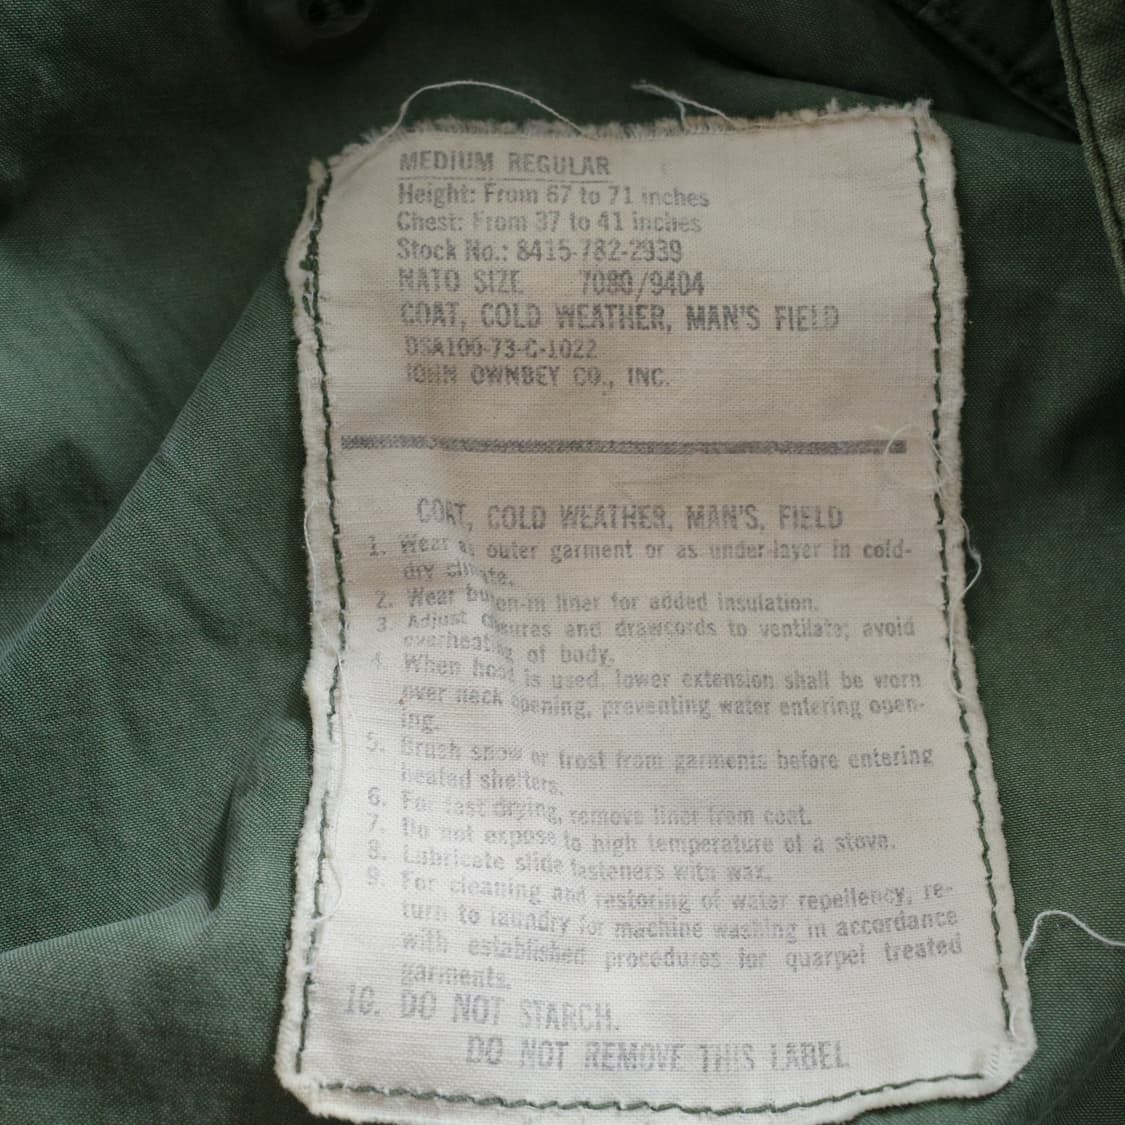 MEDIUM REGULAR
Height: From 67 to 71 inches
Chest: From 37 to 41 inches
Stock No.: 8415-782-2939
NATO SIZE 7080/9404
COAT, COLD WEATHER, MAN'S FIELD
DSA100-73-C-1022
JOHN OWNBEY CO., INC.
COAT, COLD WEATHER, MAN'S, FIELD
1. Wear as outer garment or as under-layer in cold-
dry climate.
2. Wear button-in liner for added insulation.
3. Adjust closures and drawcords to ventilate; avoid
overheating of body.
4. When hood is used, lower extension shall be worn
over neck opening, preventing water entering open-
ing.
5. Brush snow or frost from garments before entering
heated shelters.
6. For fast drying, remove liner from coat.
7. Do not expose to high temperature of a stove.
8. Lubricate slide fasteners with wax.
9. For cleaning and restoring of water repellency, re-
turn to laundry for machine washing in accordance
with established procedures for quarpel treated
garments.
10. DO NOT STARCH.
DO NOT REMOVE THIS LABEL